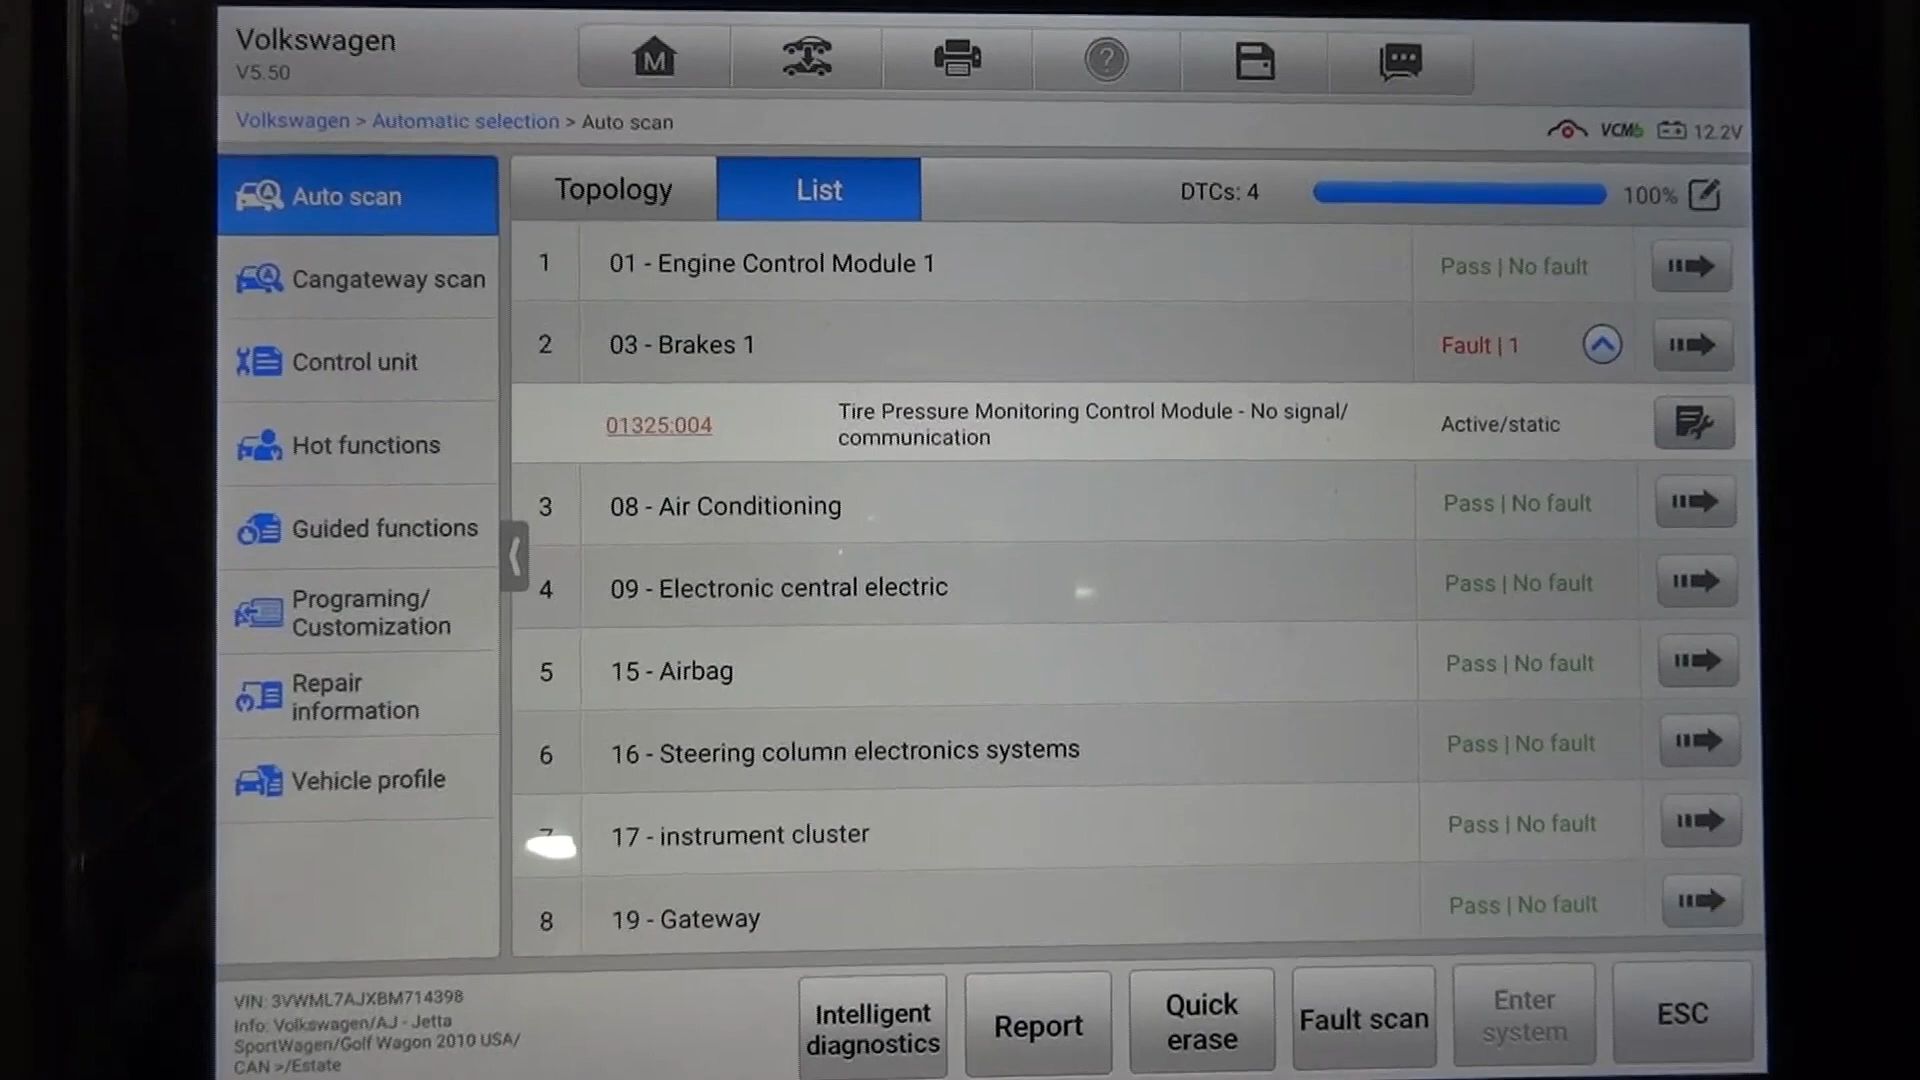 Volkswagen
V5.50
M
?
Volkswagen > Automatic selection > Auto scan
VCMb 12.2V
Auto scan
Cangateway scan
Control unit
Hot functions
Guided functions
Programing/
Customization
Repair
information
Vehicle profile
Topology
List
DTCs: 4
100%
1 01 - Engine Control Module 1 Pass | No fault
2 03 - Brakes 1 Fault | 1
01325:004 Tire Pressure Monitoring Control Module - No signal/
communication Active/static
3 08 - Air Conditioning Pass | No fault
4 09 - Electronic central electric Pass | No fault
5 15 - Airbag Pass | No fault
6 16 - Steering column electronics systems Pass | No fault
7 17 - instrument cluster Pass | No fault
8 19 - Gateway Pass | No fault
VIN: 3VWML7AJXBM714398
Info: Volkswagen/AJ - Jetta
SportWagen/Golf Wagon 2010 USA/
CAN >/Estate
Intelligent
diagnostics
Report
Quick
erase
Fault scan
Enter
system
ESC